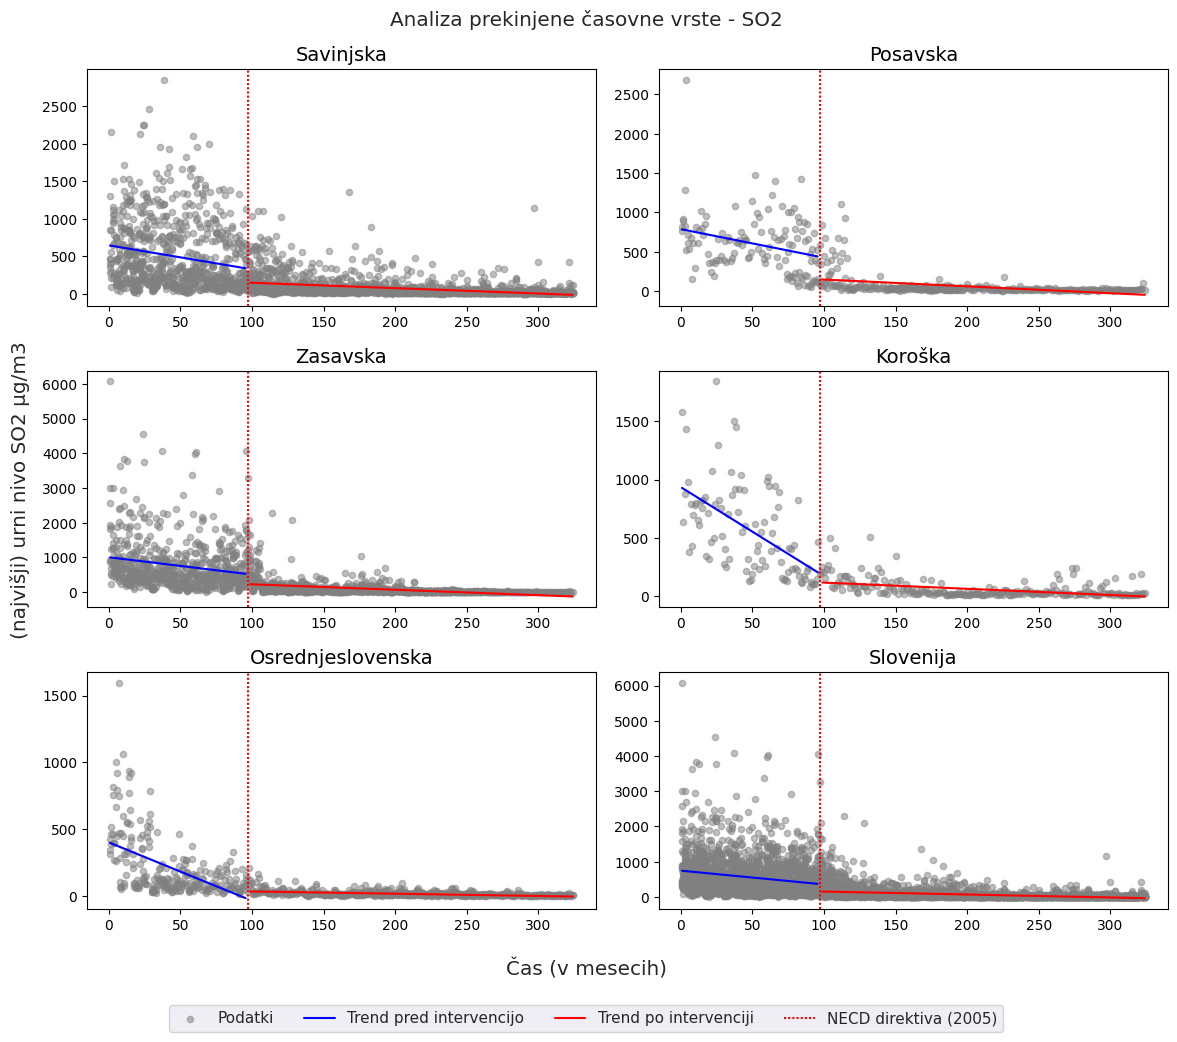 Analiza prekinjene časovne vrste - SO2
Savinjska
2500
2000
1500
1000
500
0
0 50 100 150 200 250 300
Posavska
2500
2000
1500
1000
500
0
0 50 100 150 200 250 300
(najvišji) urni nivo SO2 µg/m3
Zasavska
6000
5000
4000
3000
2000
1000
0
0 50 100 150 200 250 300
Koroška
1500
1000
500
0
0 50 100 150 200 250 300
Osrednjeslovenska
1500
1000
500
0
0 50 100 150 200 250 300
Slovenija
6000
5000
4000
3000
2000
1000
0
0 50 100 150 200 250 300
Čas (v mesecih)
Podatki Trend pred intervencijo Trend po intervenciji NECD direktiva (2005)